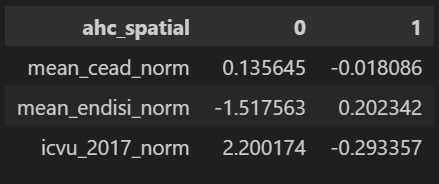 ahc_spatial 0 1
mean_cead_norm 0.135645 -0.018086
mean_endisi_norm -1.517563 0.202342
icvu_2017_norm 2.200174 -0.293357